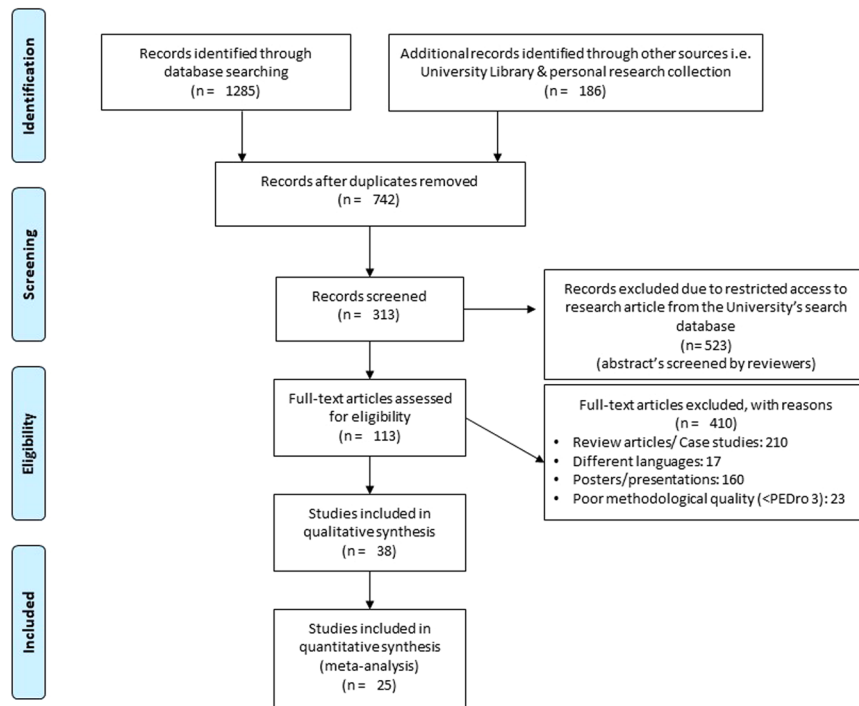 Identification
Records identified through
database searching
(n = 1285)
Additional records identified through other sources i.e.
University Library & personal research collection
(n = 186)
Records after duplicates removed
(n = 742)
Screening
Records screened
(n = 313)
Records excluded due to restricted access to
research article from the University's search
database
(n= 523)
(abstract's screened by reviewers)
Eligibility
Full-text articles assessed
for eligibility
(n = 113)
Full-text articles excluded, with reasons
(n = 410)
• Review articles/ Case studies: 210
• Different languages: 17
• Posters/presentations: 160
• Poor methodological quality (<PEDro 3): 23
Studies included in
qualitative synthesis
(n = 38)
Included
Studies included in
quantitative synthesis
(meta-analysis)
(n = 25)